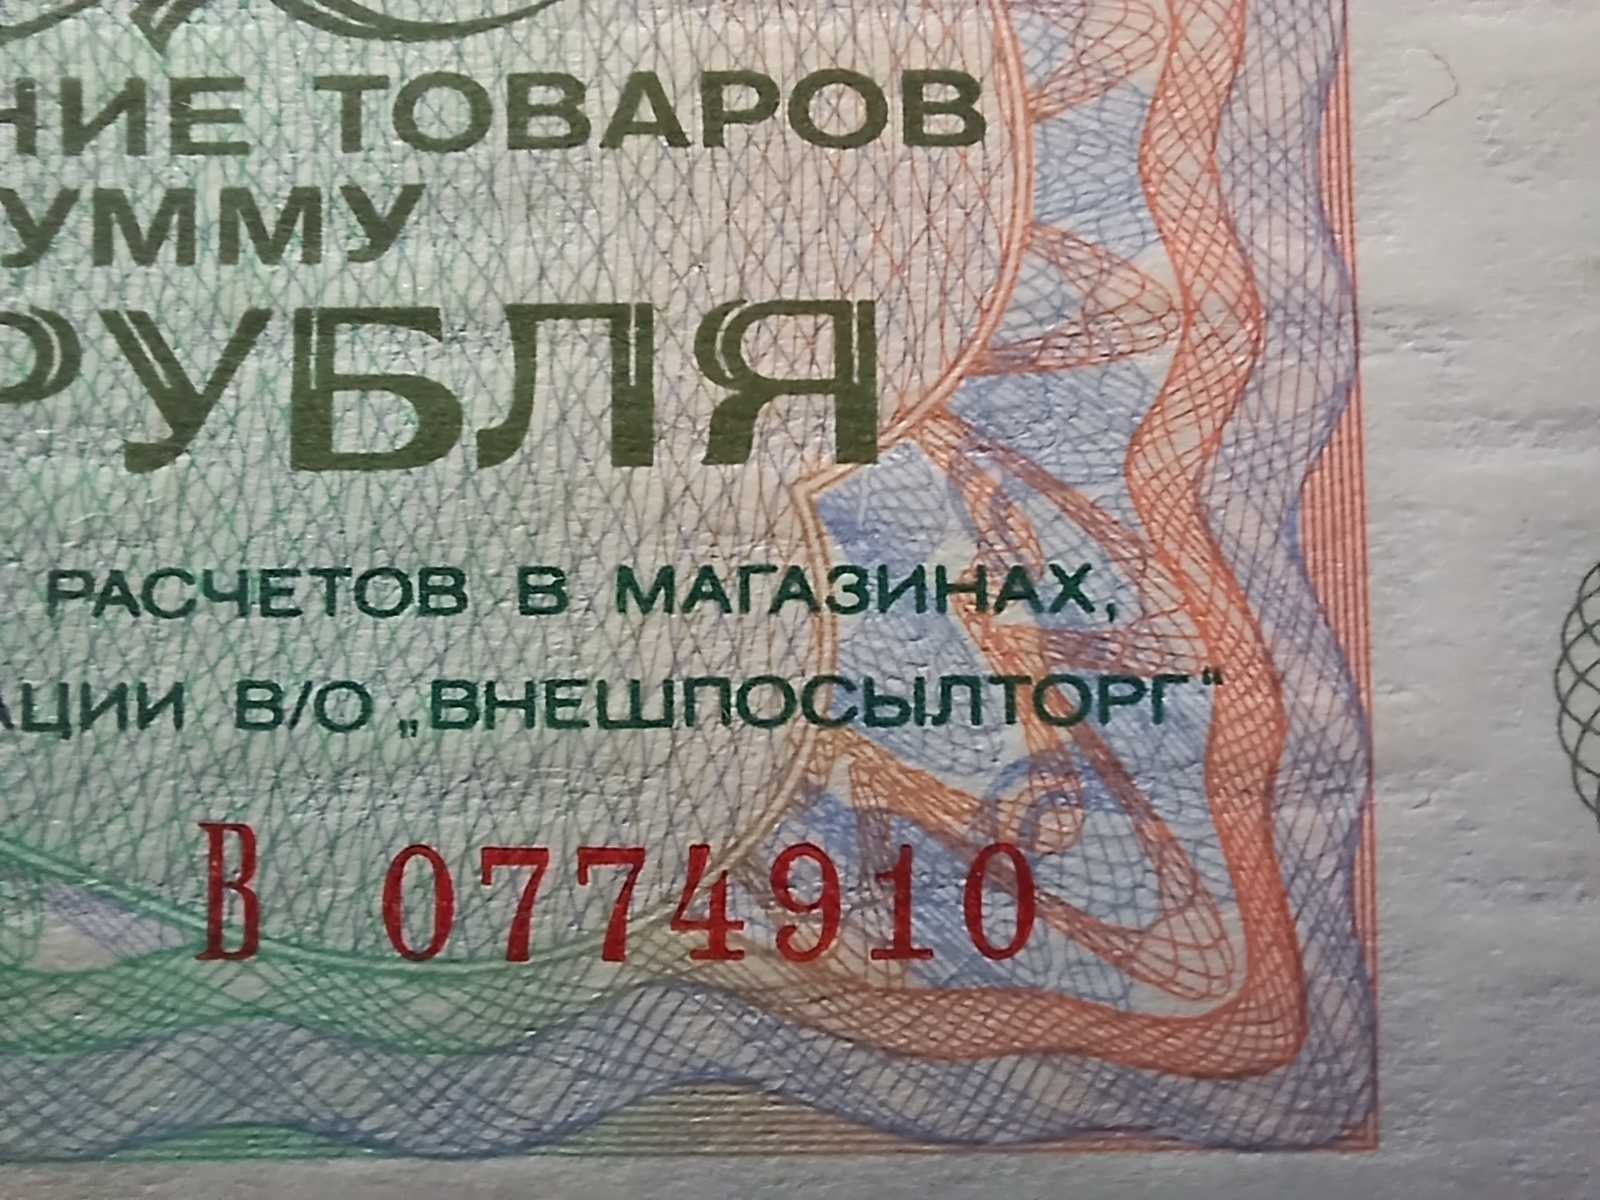 НИЕ ТОВАРОВ
УММУ
РУБЛЯ
РАСЧЕТОВ В МАГАЗИНАХ,
АЦИИ В/О „ВНЕШПОСЫЛТОРГ“
В 0774910